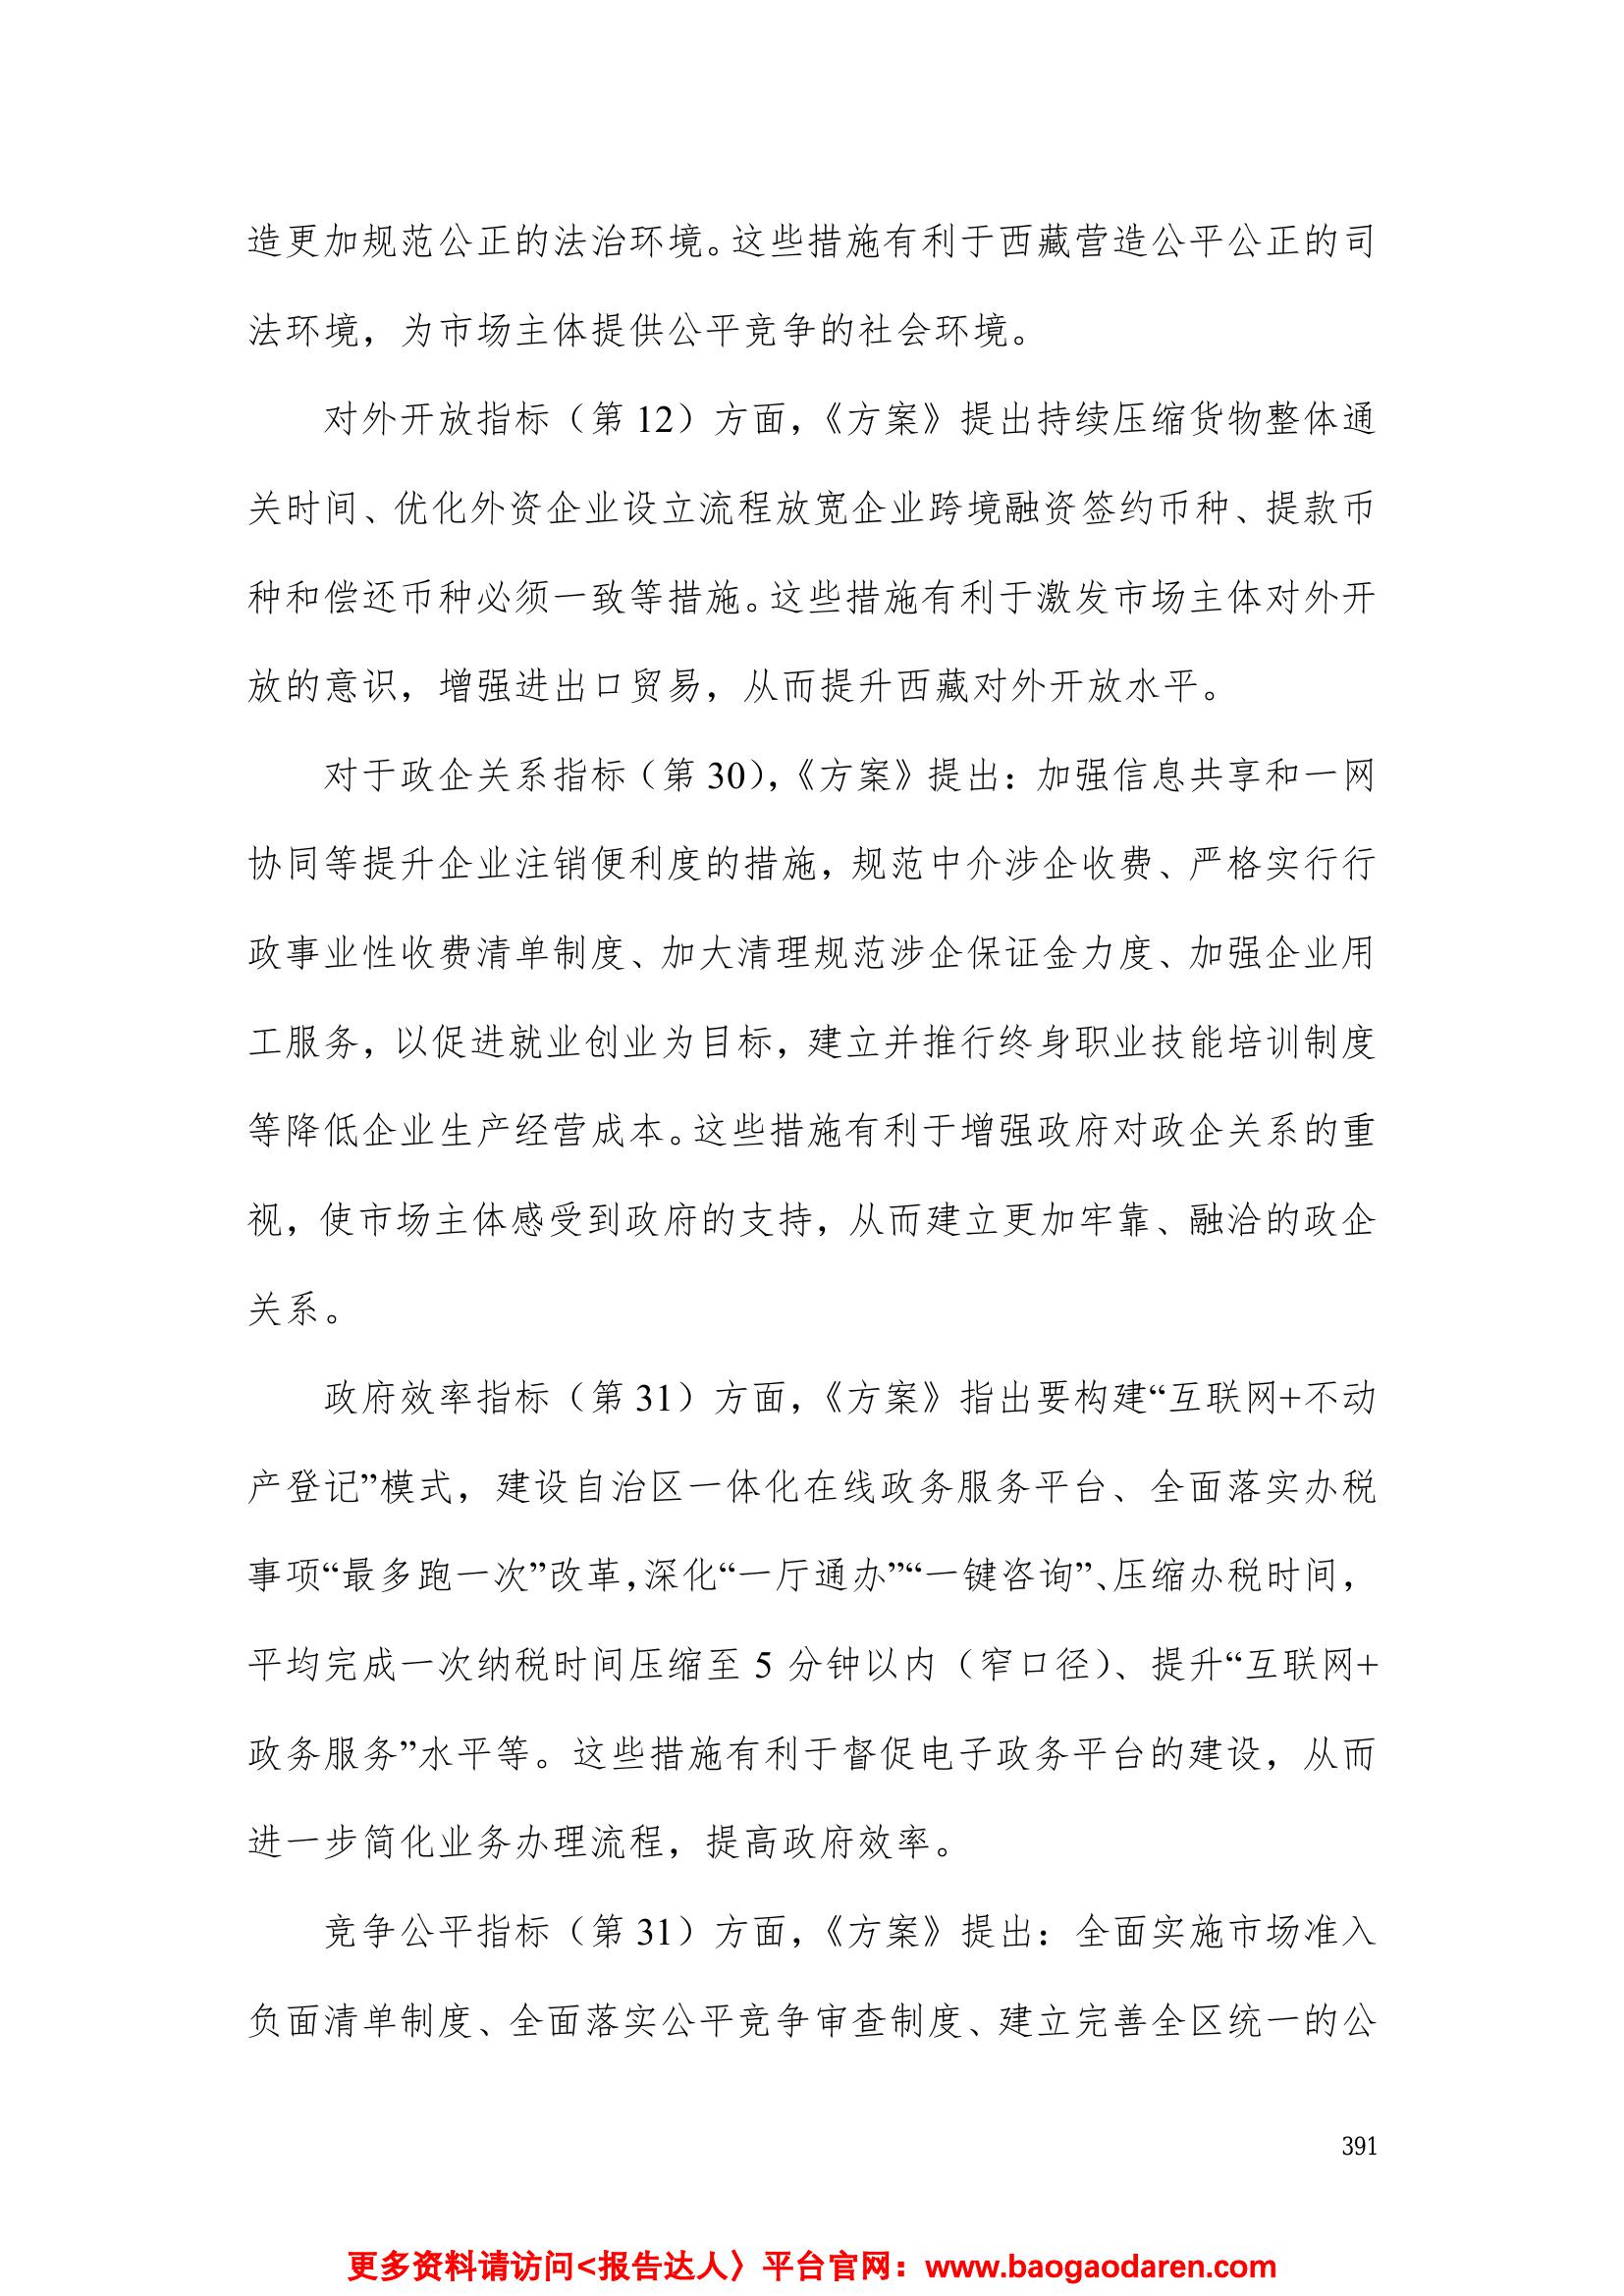 造更加规范公正的法治环境。这些措施有利于西藏营造公平公正的司
法环境，为市场主体提供公平竞争的社会环境。
对外开放指标（第 12）方面，《方案》提出持续压缩货物整体通
关时间、优化外资企业设立流程放宽企业跨境融资签约币种、提款币
种和偿还币种必须一致等措施。这些措施有利于激发市场主体对外开
放的意识，增强进出口贸易，从而提升西藏对外开放水平。
对于政企关系指标（第 30），《方案》提出：加强信息共享和一网
协同等提升企业注销便利度的措施，规范中介涉企收费、严格实行行
政事业性收费清单制度、加大清理规范涉企保证金力度、加强企业用
工服务，以促进就业创业为目标，建立并推行终身职业技能培训制度
等降低企业生产经营成本。这些措施有利于增强政府对政企关系的重
视，使市场主体感受到政府的支持，从而建立更加牢靠、融洽的政企
关系。
政府效率指标（第 31）方面，《方案》指出要构建“互联网+不动
产登记”模式，建设自治区一体化在线政务服务平台、全面落实办税
事项“最多跑一次”改革，深化“一厅通办”“一键咨询”、压缩办税时间，
平均完成一次纳税时间压缩至 5 分钟以内（窄口径）、提升“互联网+
政务服务”水平等。这些措施有利于督促电子政务平台的建设，从而
进一步简化业务办理流程，提高政府效率。
竞争公平指标（第 31）方面，《方案》提出：全面实施市场准入
负面清单制度、全面落实公平竞争审查制度、建立完善全区统一的公
391
更多资料请访问<报告达人〉平台官网：www.baogaodaren.com